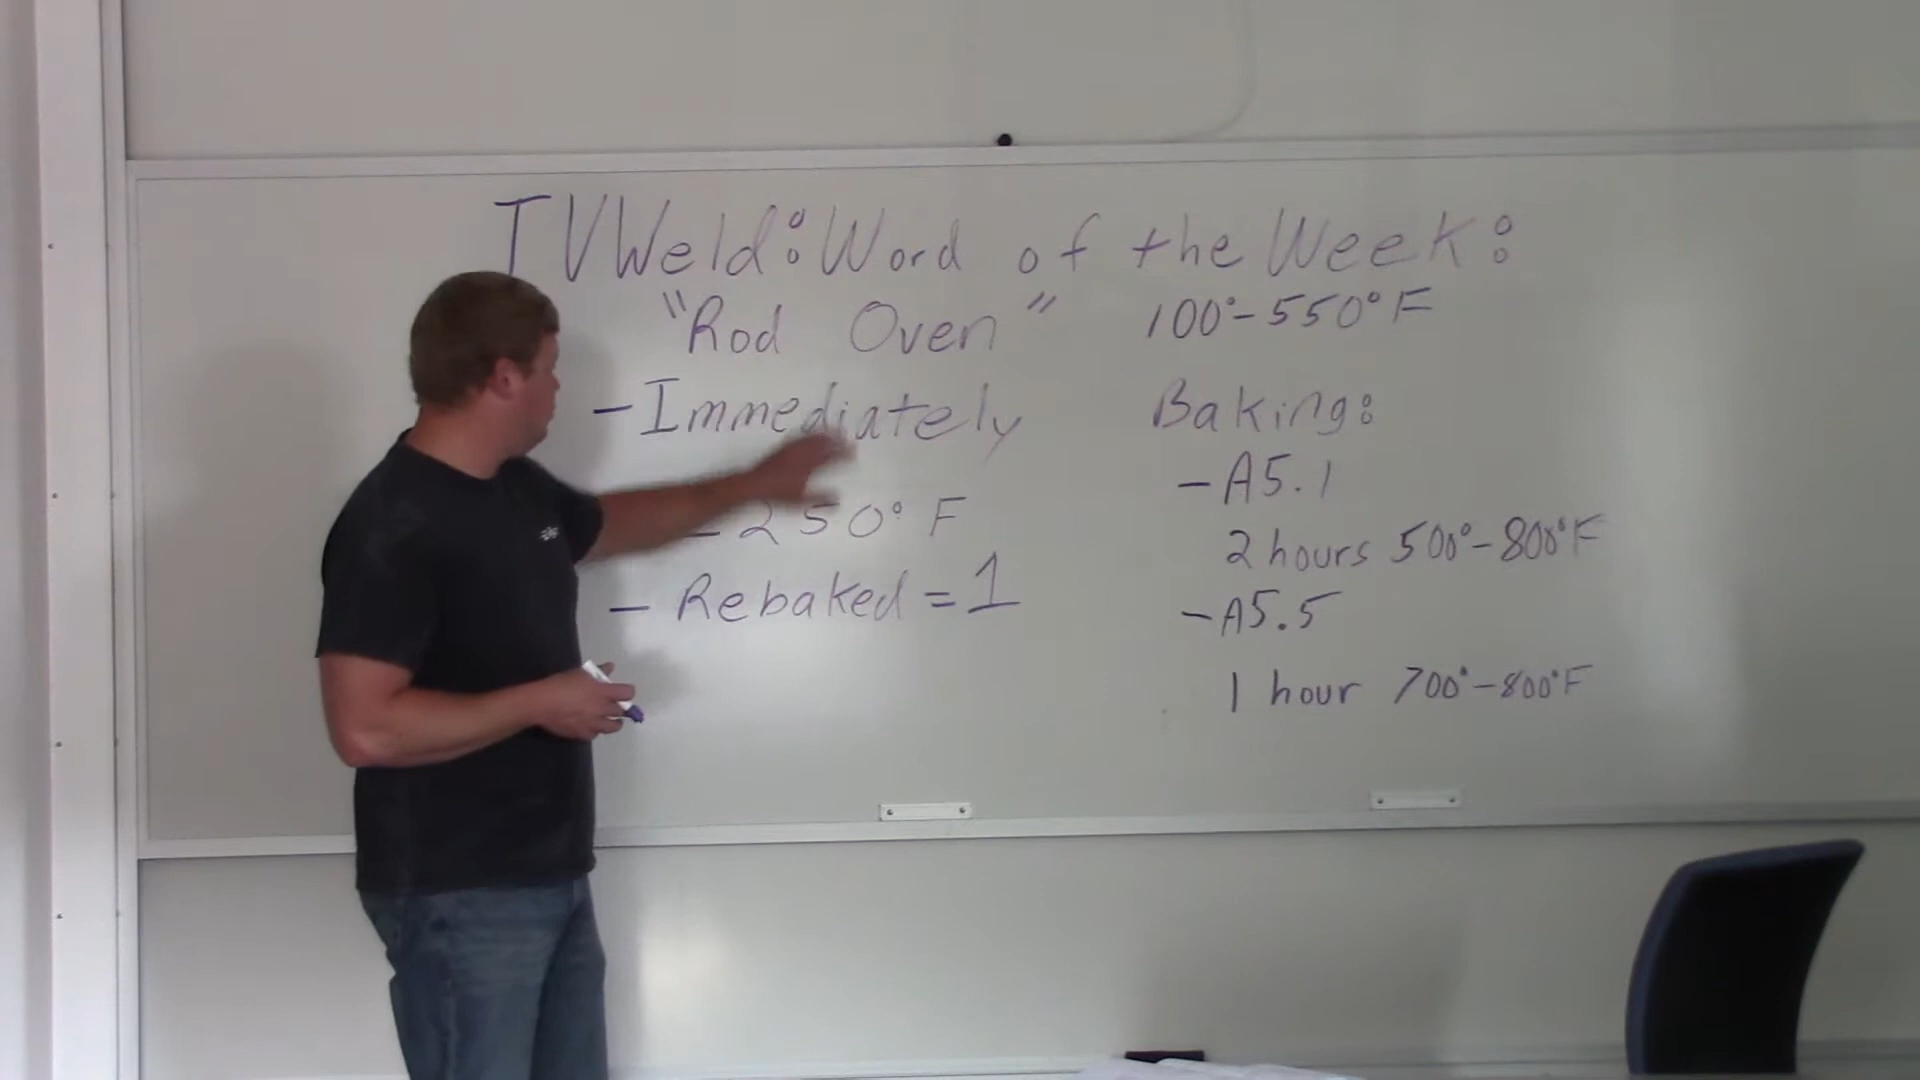 TVWeld: Word of the Week:
"Rod Oven" 100°-550° F
- Immediately
- 250° F
- Rebaked = 1
Baking:
- A5.1
2 hours 500°-800°F
- A5.5
1 hour 700°-800°F